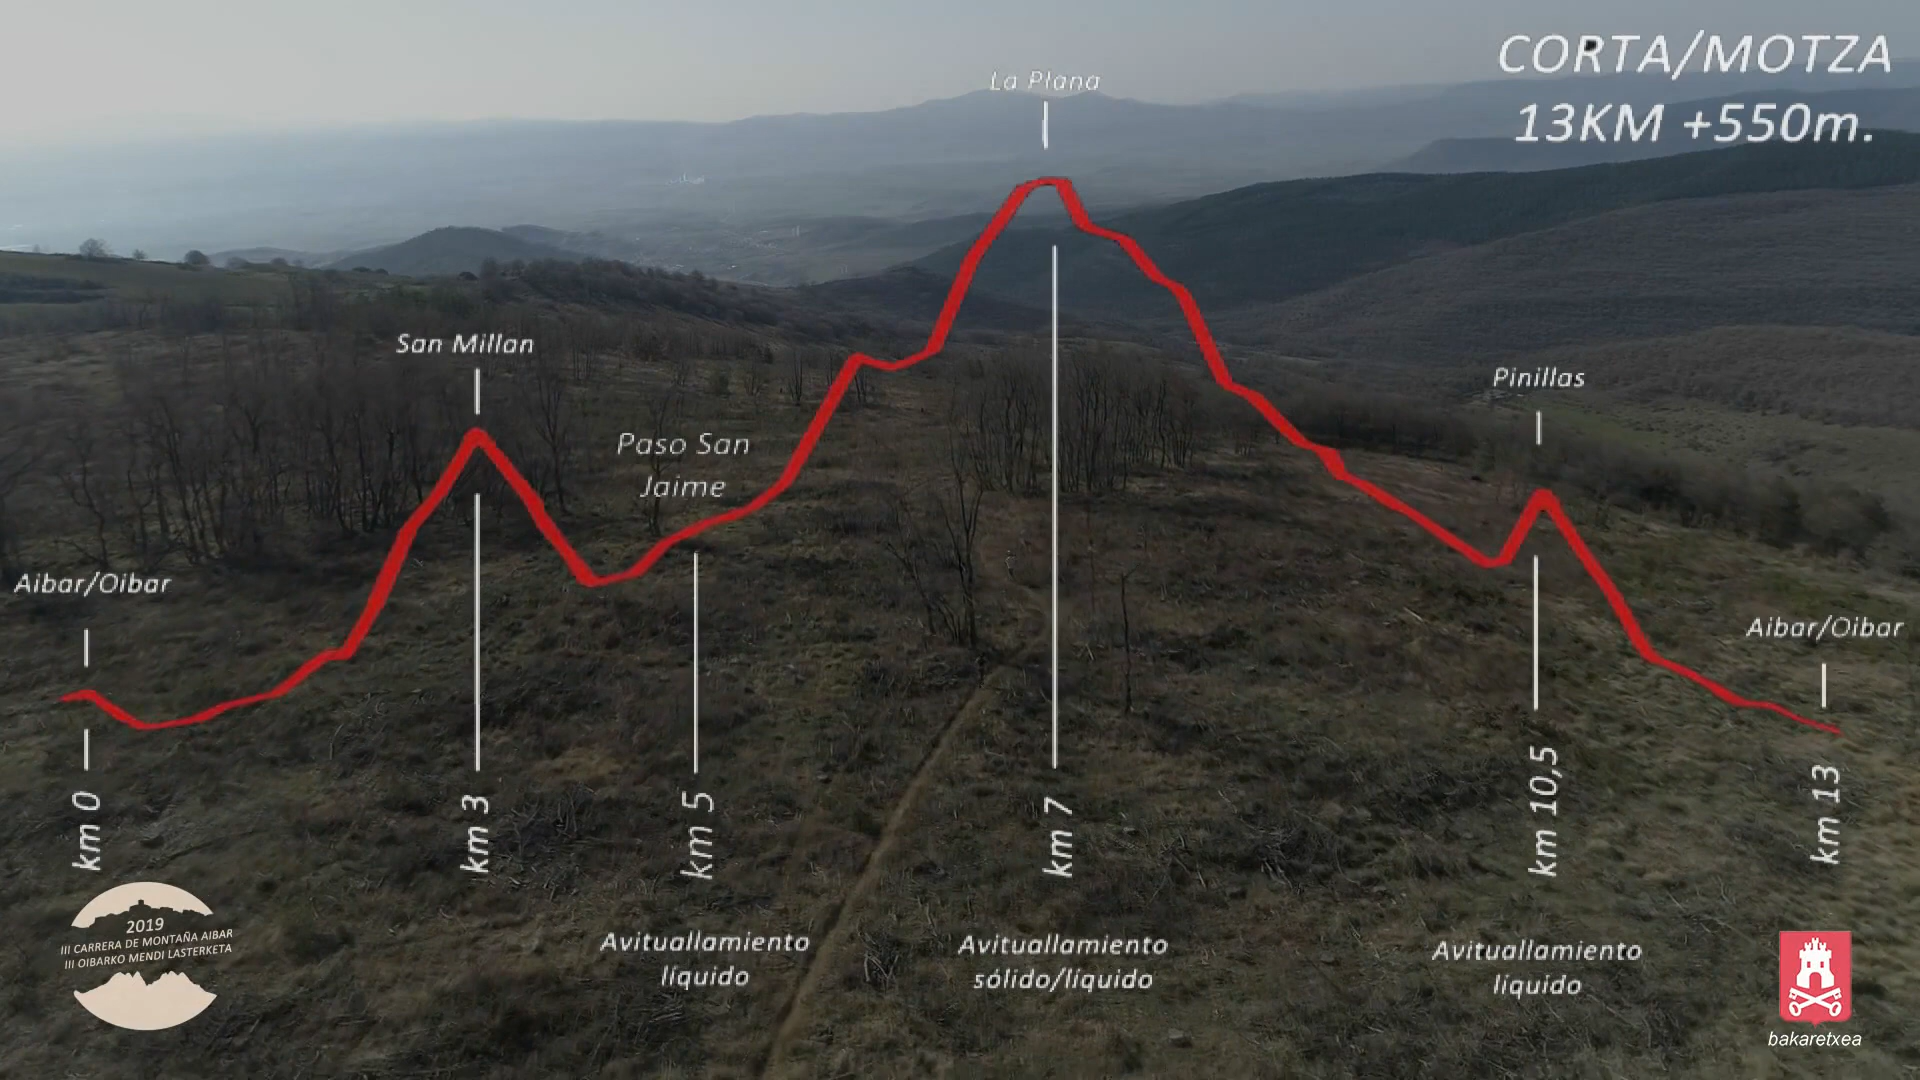 CORTA/MOTZA
13KM +550m.
La Plana
San Millan
Pinillas
Paso San
Jaime
Aibar/Oibar
Aibar/Oibar
km 0
km 3
km 5
km 7
km 10,5
km 13
Avituallamiento
líquido
Avituallamiento
sólido/líquido
Avituallamiento
líquido
2019
III CARRERA DE MONTAÑA AIBAR
III OIBARKO MENDI LASTERKETA
bakaretxea